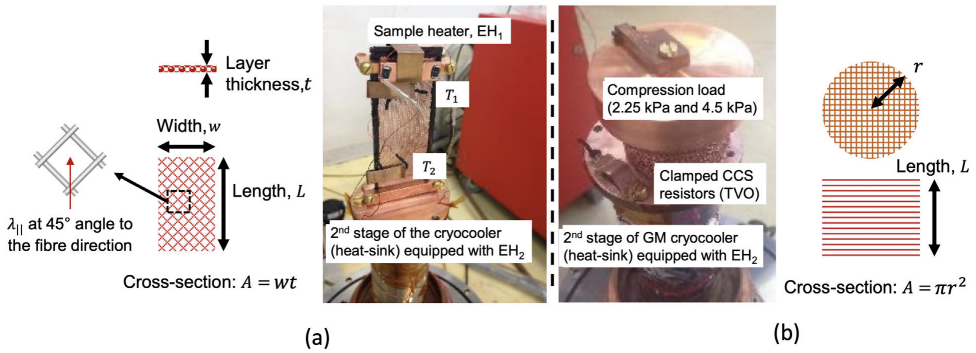 Layer
thickness,t
Width, w
Length, L
λ|| at 45° angle to
the fibre direction
Cross-section: A = wt
Sample heater, EH1
T1
T2
2nd stage of the cryocooler
(heat-sink) equipped with EH2
(a)
Compression load
(2.25 kPa and 4.5 kPa)
Clamped CCS
resistors (TVO)
2nd stage of GM cryocooler
(heat-sink) equipped with EH2
r
Length, L
Cross-section: A = πr²
(b)